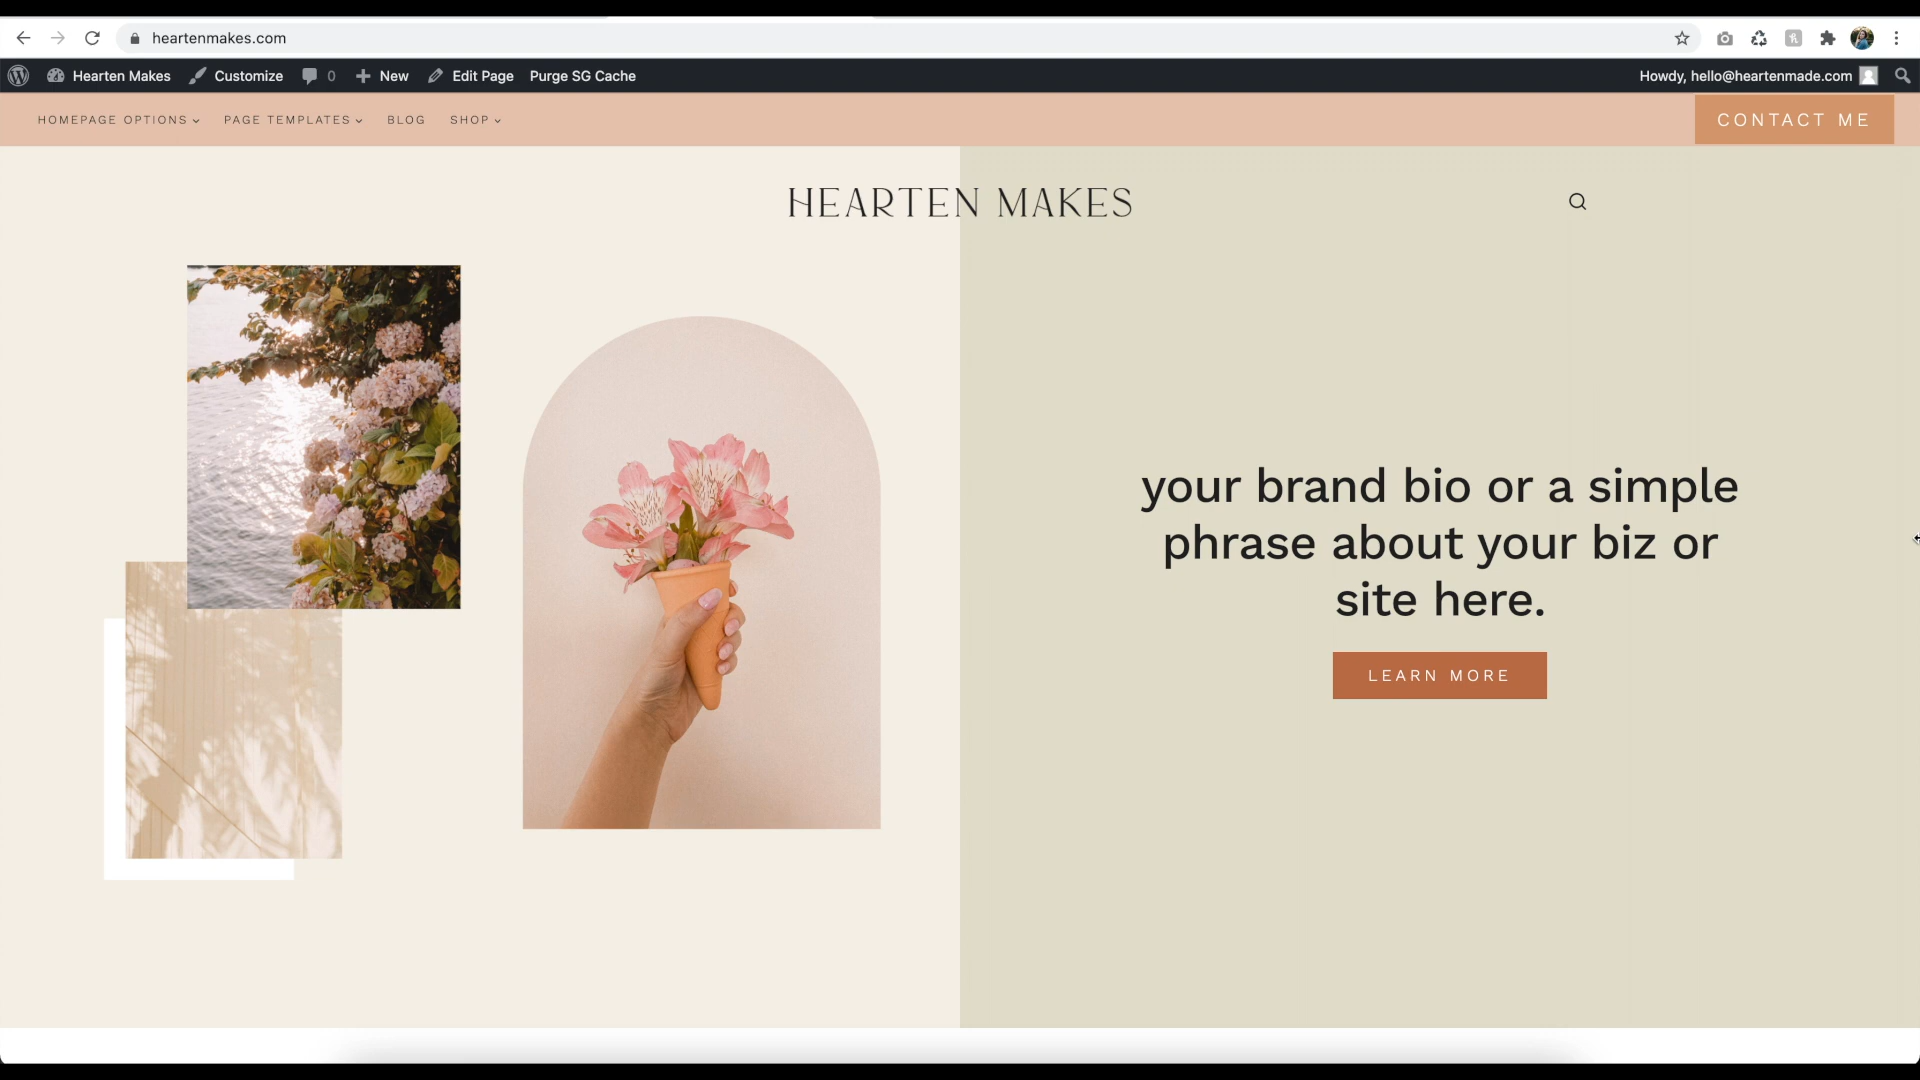 heartenmakes.com
Hearten Makes Customize 0 New Edit Page Purge SG Cache Howdy, hello@heartenmade.com
HOMEPAGE OPTIONS PAGE TEMPLATES BLOG SHOP CONTACT ME
HEARTEN MAKES
your brand bio or a simple
phrase about your biz or
site here.
LEARN MORE